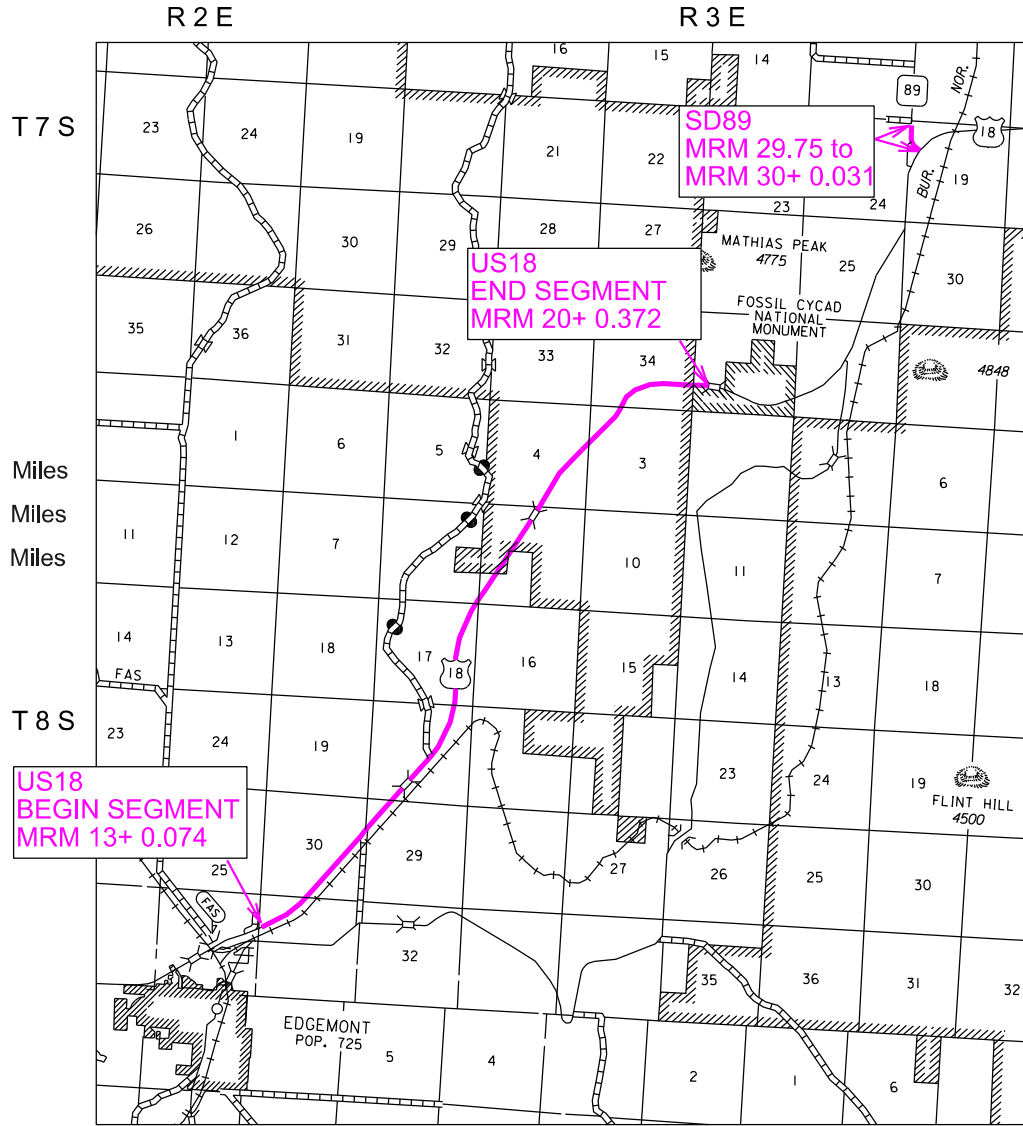 R 2 E
R 3 E
16
15
14
89
NOR.
T 7 S
23
24
19
21
22
SD89
MRM 29.75 to
MRM 30+ 0.031
18
19
BUR.
23
24
26
30
29
28
27
MATHIAS PEAK
4775
25
30
US18
END SEGMENT
MRM 20+ 0.372
FOSSIL CYCAD
NATIONAL
MONUMENT
35
36
31
32
33
34
4848
1
6
5
4
3
6
Miles
Miles
Miles
11
12
7
10
11
7
14
13
18
17
16
15
14
13
18
FAS
18
T 8 S
23
24
19
23
24
19
FLINT HILL
4500
US18
BEGIN SEGMENT
MRM 13+ 0.074
30
29
27
26
25
30
25
FAS
32
35
36
31
32
EDGEMONT
POP. 725
5
4
2
1
6